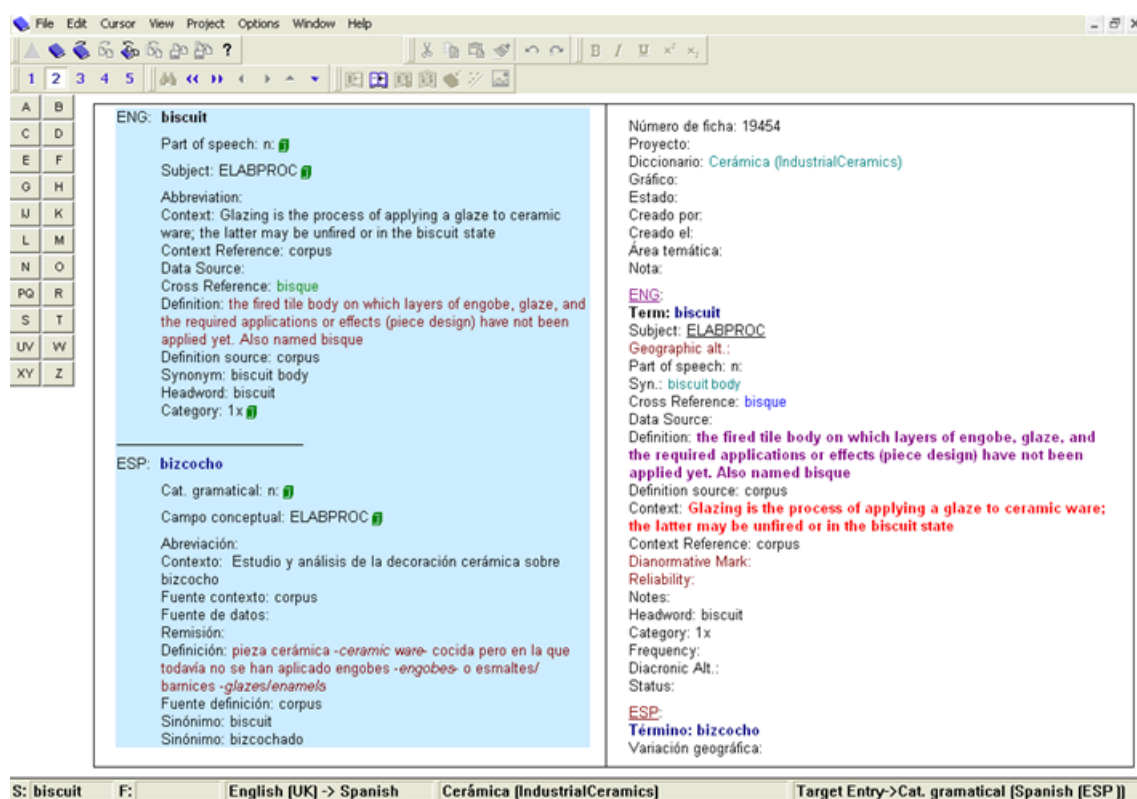 File Edit Cursor View Project Options Window Help
?
B I U x² x₂
1 2 3 4 5
A B
C D
E F
G H
IJ K
L M
N O
PQ R
S T
UV W
XY Z
ENG: biscuit
Part of speech: n:
Subject: ELABPROC
Abbreviation:
Context: Glazing is the process of applying a glaze to ceramic
ware; the latter may be unfired or in the biscuit state
Context Reference: corpus
Data Source:
Cross Reference: bisque
Definition: the fired tile body on which layers of engobe, glaze, and
the required applications or effects (piece design) have not been
applied yet. Also named bisque
Definition source: corpus
Synonym: biscuit body
Headword: biscuit
Category: 1x
ESP: bizcocho
Cat. gramatical: n:
Campo conceptual: ELABPROC
Abreviación:
Contexto: Estudio y análisis de la decoración cerámica sobre
bizcocho
Fuente contexto: corpus
Fuente de datos:
Remisión:
Definición: pieza cerámica -ceramic ware- cocida pero en la que
todavía no se han aplicado engobes -engobes- o esmaltes/
barnices -glazes/enamels
Fuente definición: corpus
Sinónimo: biscuit
Sinónimo: bizcochado
Número de ficha: 19454
Proyecto:
Diccionario: Cerámica (IndustrialCeramics)
Gráfico:
Estado:
Creado por:
Creado el:
Área temática:
Nota:
ENG:
Term: biscuit
Subject: ELABPROC
Geographic alt.:
Part of speech: n:
Syn.: biscuit body
Cross Reference: bisque
Data Source:
Definition: the fired tile body on which layers of engobe, glaze, and
the required applications or effects (piece design) have not been
applied yet. Also named bisque
Definition source: corpus
Context: Glazing is the process of applying a glaze to ceramic ware;
the latter may be unfired or in the biscuit state
Context Reference: corpus
Dianormative Mark:
Reliability:
Notes:
Headword: biscuit
Category: 1x
Frequency:
Diacronic Alt.:
Status:
ESP:
Término: bizcocho
Variación geográfica:
S: biscuit F: English (UK) -> Spanish Cerámica (IndustrialCeramics) Target Entry->Cat. gramatical (Spanish (ESP ))